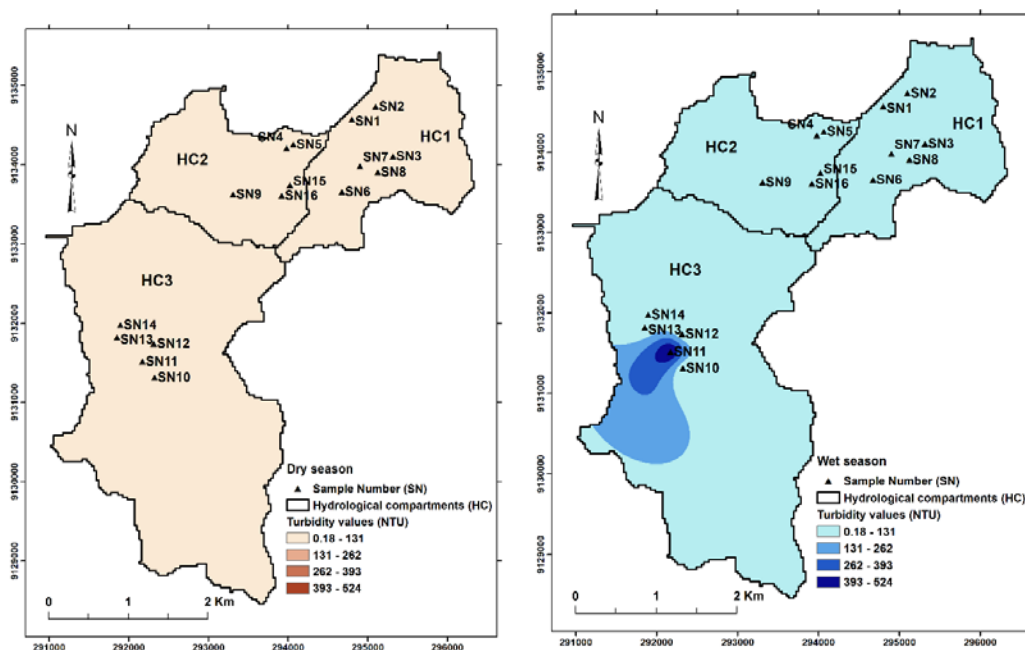 9135000
9134000
9133000
9132000
9131000
9130000
9129000
N
HC1
HC2
HC3
SN2
SN1
SN4
SN5
SN7
SN3
SN8
SN15
SN6
SN9
SN16
SN14
SN13
SN12
SN11
SN10
Dry season
Sample Number (SN)
Hydrological compartments (HC)
Turbidity values (NTU)
0.18 - 131
131 - 262
262 - 393
393 - 524
0 1 2 Km
291000 292000 293000 294000 295000 296000
9135000
9134000
9133000
9132000
9131000
9130000
9129000
N
HC1
HC2
HC3
SN2
SN1
SN4
SN5
SN7
SN3
SN8
SN15
SN6
SN9
SN16
SN14
SN13
SN12
SN11
SN10
Wet season
Sample Number (SN)
Hydrological compartments (HC)
Turbidity values (NTU)
0.18 - 131
131 - 262
262 - 393
393 - 524
0 1 2 Km
291000 292000 293000 294000 295000 296000